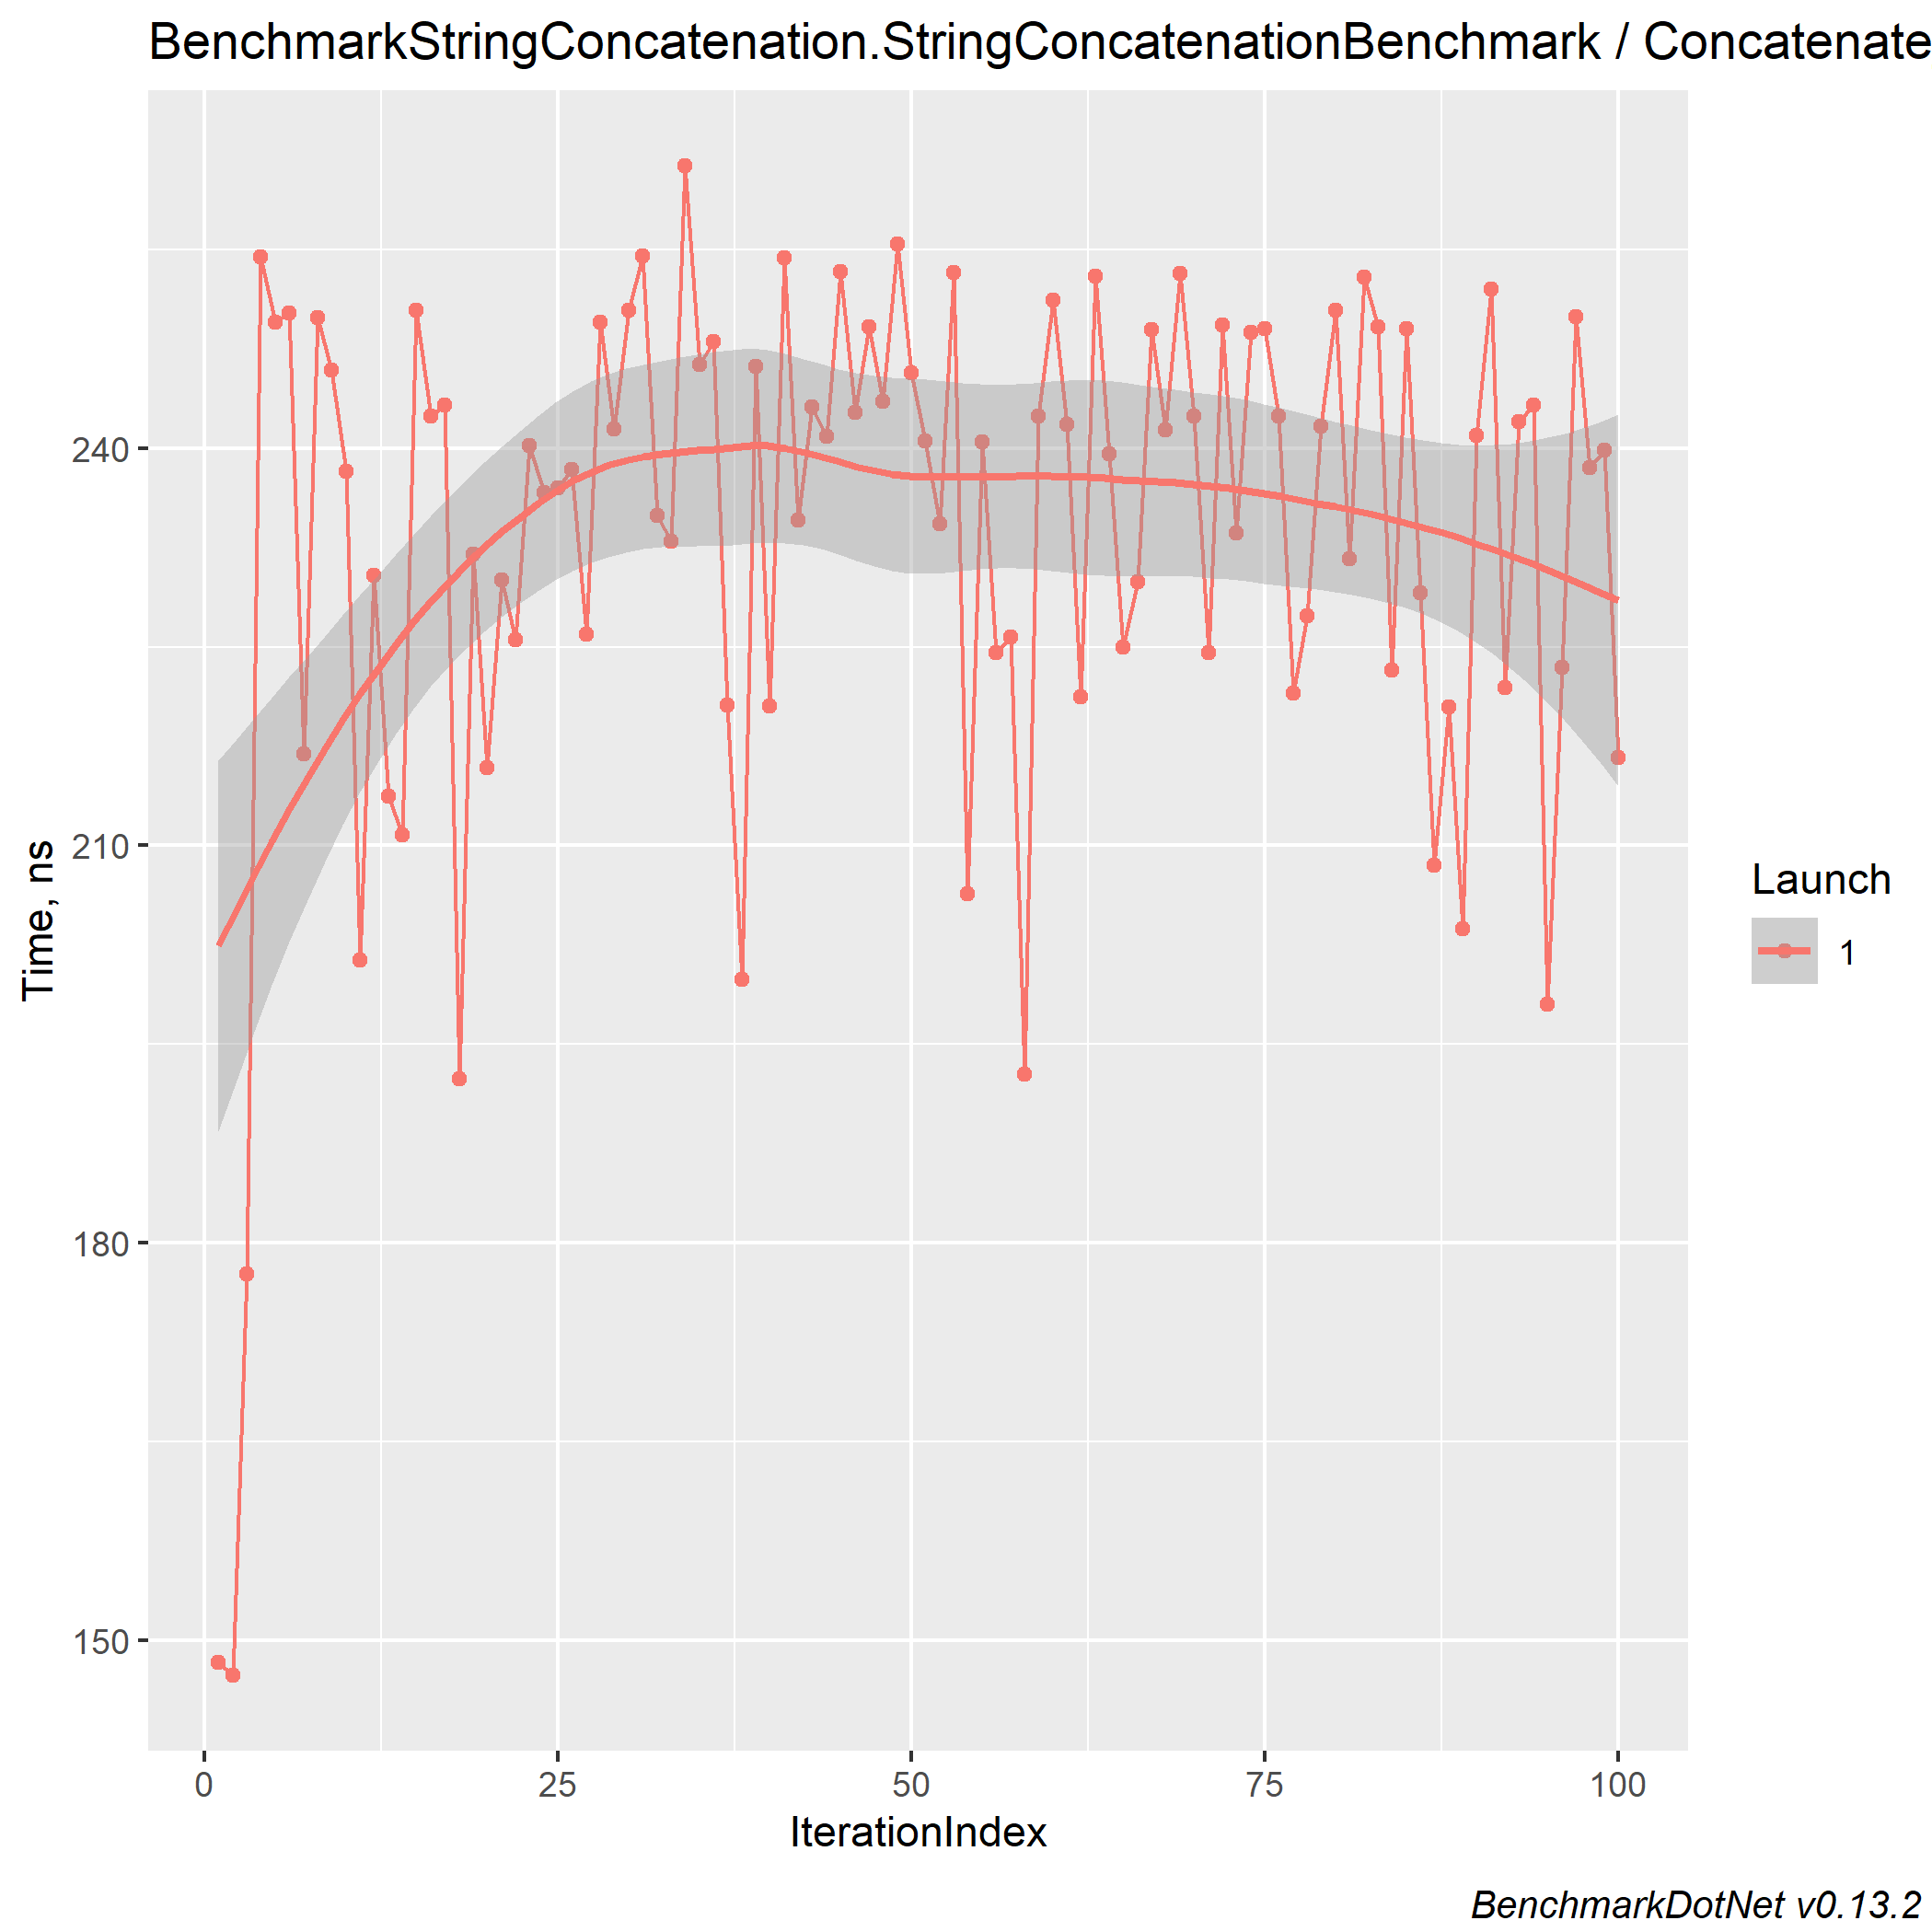 BenchmarkStringConcatenation.StringConcatenationBenchmark / Concatenate
Time, ns
240
210
180
150
0 25 50 75 100
IterationIndex
Launch
1
BenchmarkDotNet v0.13.2